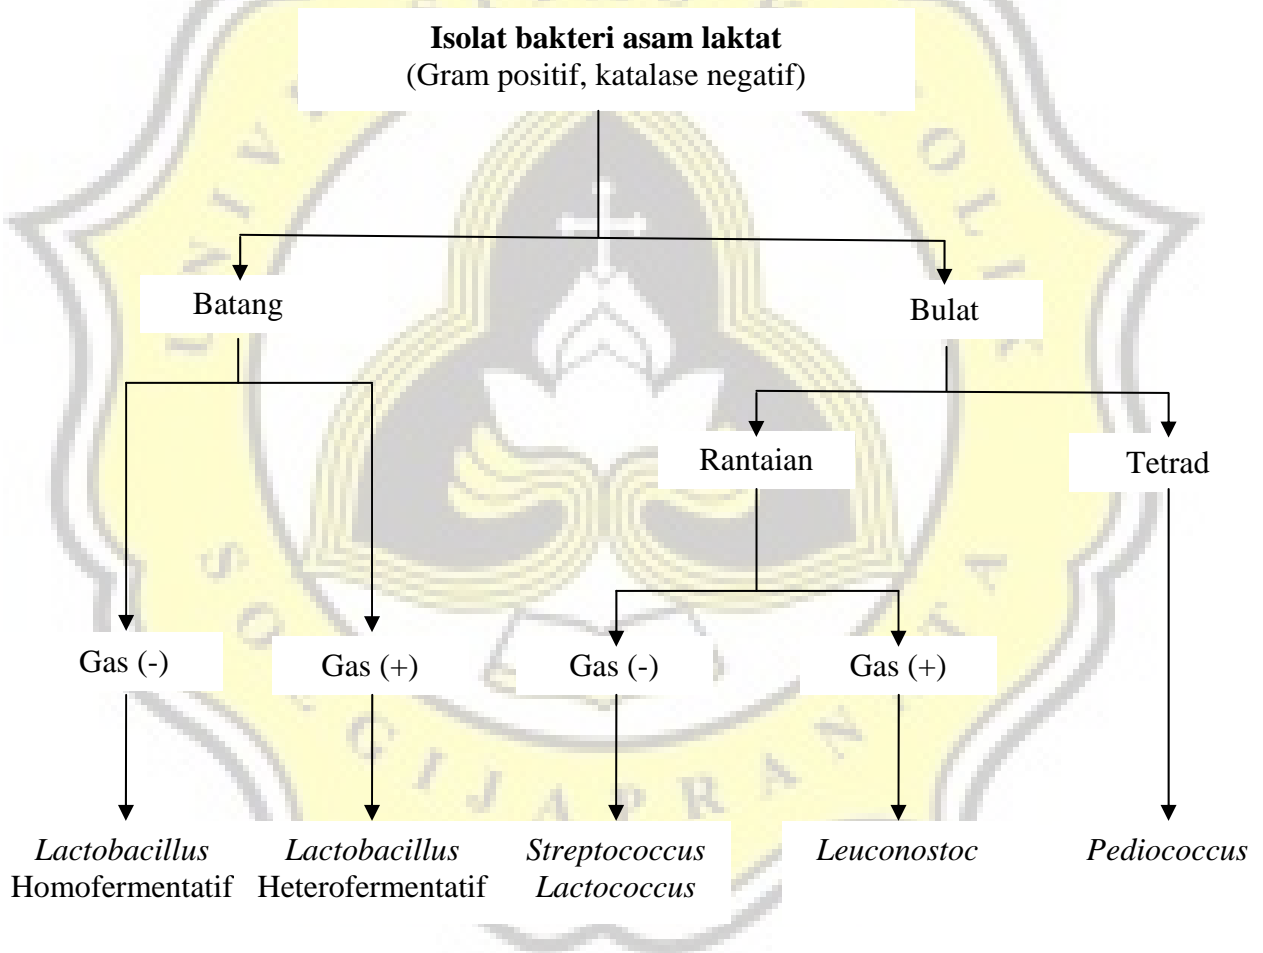 Isolat bakteri asam laktat
(Gram positif, katalase negatif)
Batang
Bulat
Rantaian
Tetrad
Gas (-)
Gas (+)
Gas (-)
Gas (+)
Lactobacillus
Homofermentatif
Lactobacillus
Heterofermentatif
Streptococcus
Lactococcus
Leuconostoc
Pediococcus
SOEGIJAPRANATA